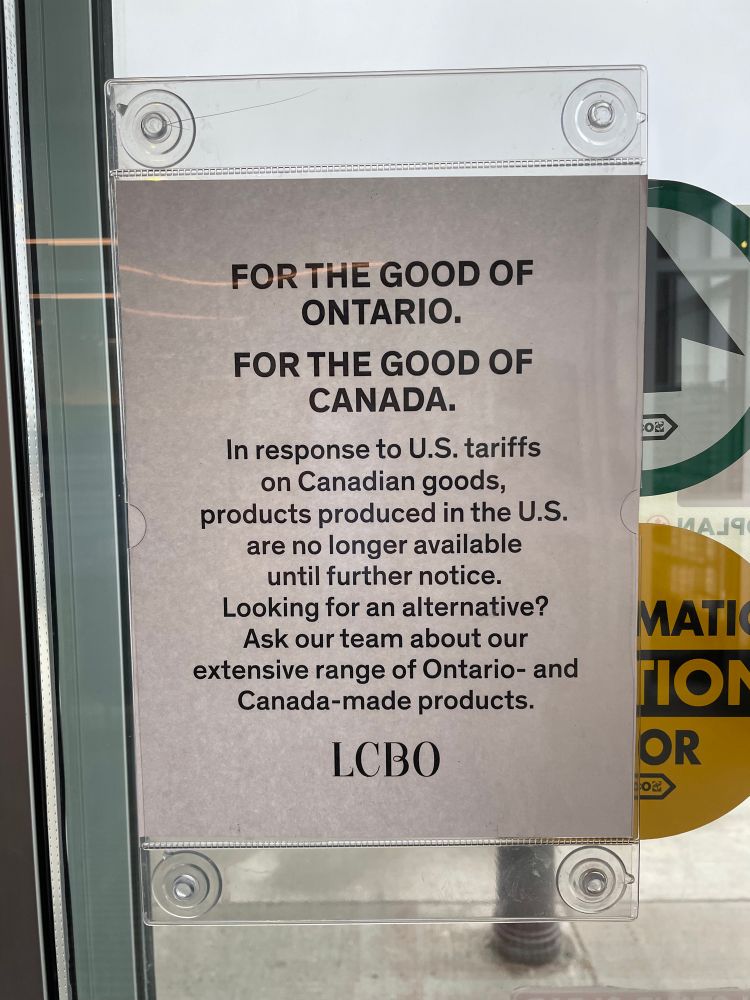 FOR THE GOOD OF
ONTARIO.
FOR THE GOOD OF
CANADA.
In response to U.S. tariffs
on Canadian goods,
products produced in the U.S.
are no longer available
until further notice.
Looking for an alternative?
Ask our team about our
extensive range of Ontario- and
Canada-made products.
LCBO
OR